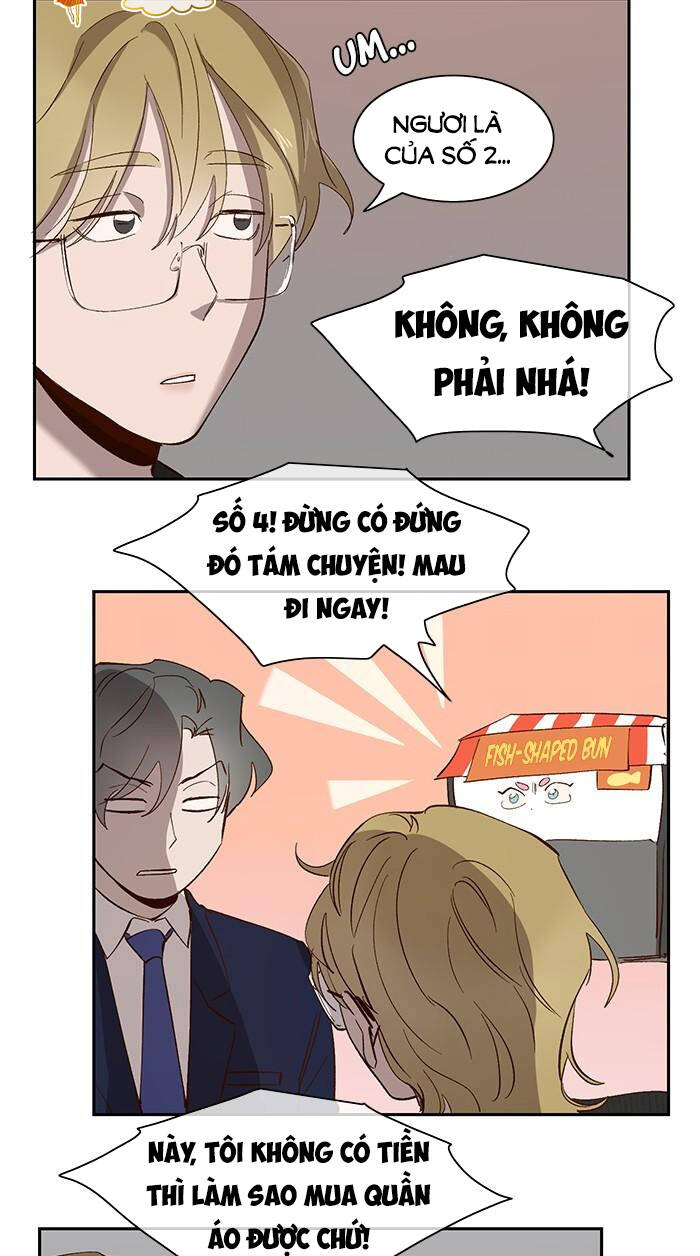 UM...
NGƯƠI LÀ
CỦA SỐ 2...
KHÔNG, KHÔNG
PHẢI NHÁ!
SỐ 4! ĐỪNG CÓ ĐỨNG
ĐÓ TÁM CHUYỆN! MAU
ĐI NGAY!
FISH-SHAPED BUN
NÀY, TÔI KHÔNG CÓ TIỀN
THÌ LÀM SAO MUA QUẦN
ÁO ĐƯỢC CHỨ!